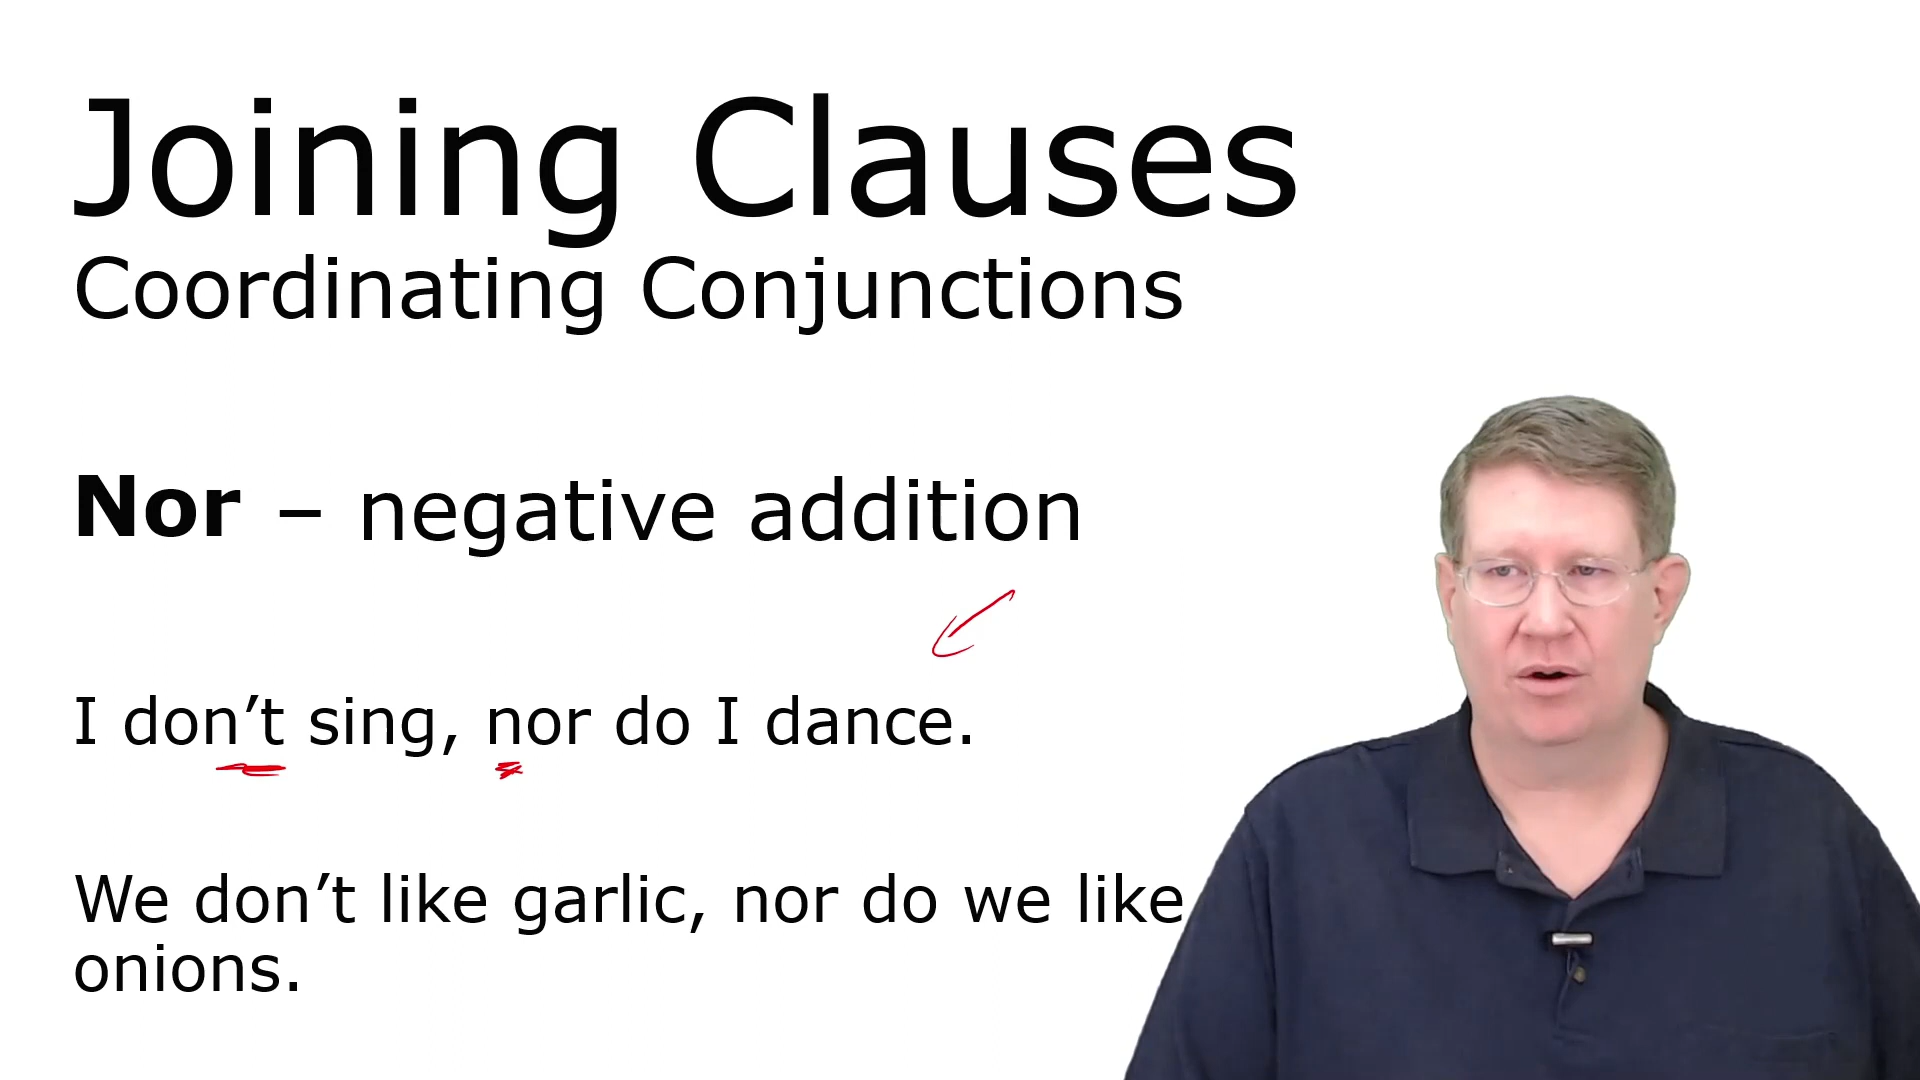 Joining Clauses
Coordinating Conjunctions
Nor – negative addition
I don’t sing, nor do I dance.
We don’t like garlic, nor do we like
onions.